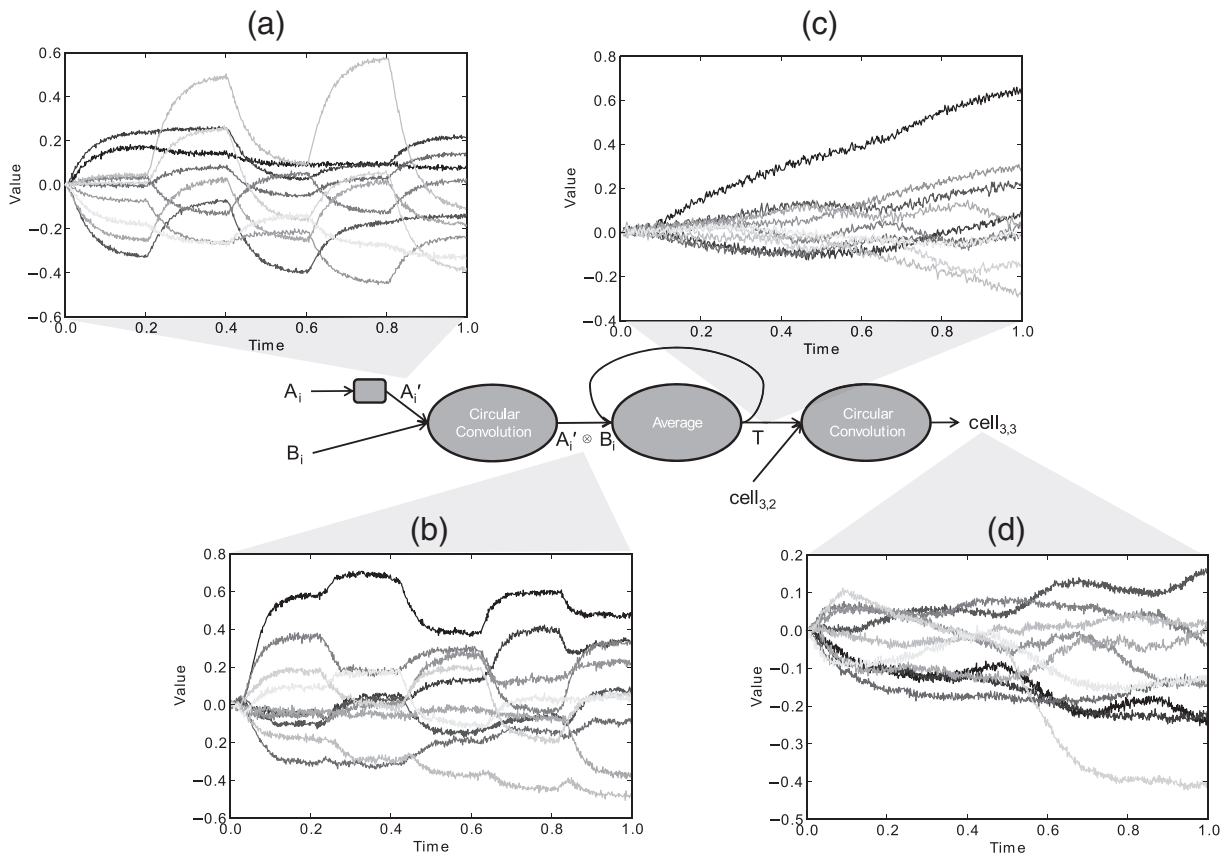 (a)
0.6
0.4
0.2
0.0
−0.2
−0.4
−0.6
Value
0.0 0.2 0.4 0.6 0.8 1.0
Time
(c)
0.8
0.6
0.4
0.2
0.0
−0.2
−0.4
Value
0.0 0.2 0.4 0.6 0.8 1.0
Time
Aᵢ
Aᵢ′
Bᵢ
Circular
Convolution
Aᵢ′ ⊗ Bᵢ
Average
T
cell₃,₂
Circular
Convolution
cell₃,₃
(b)
0.8
0.6
0.4
0.2
0.0
0.2
−0.4
−0.6
Value
0.0 0.2 0.4 0.6 0.8 1.0
Time
(d)
0.2
0.1
0.0
−0.1
−0.2
−0.3
−0.4
−0.5
Value
0.0 0.2 0.4 0.6 0.8 1.0
Time